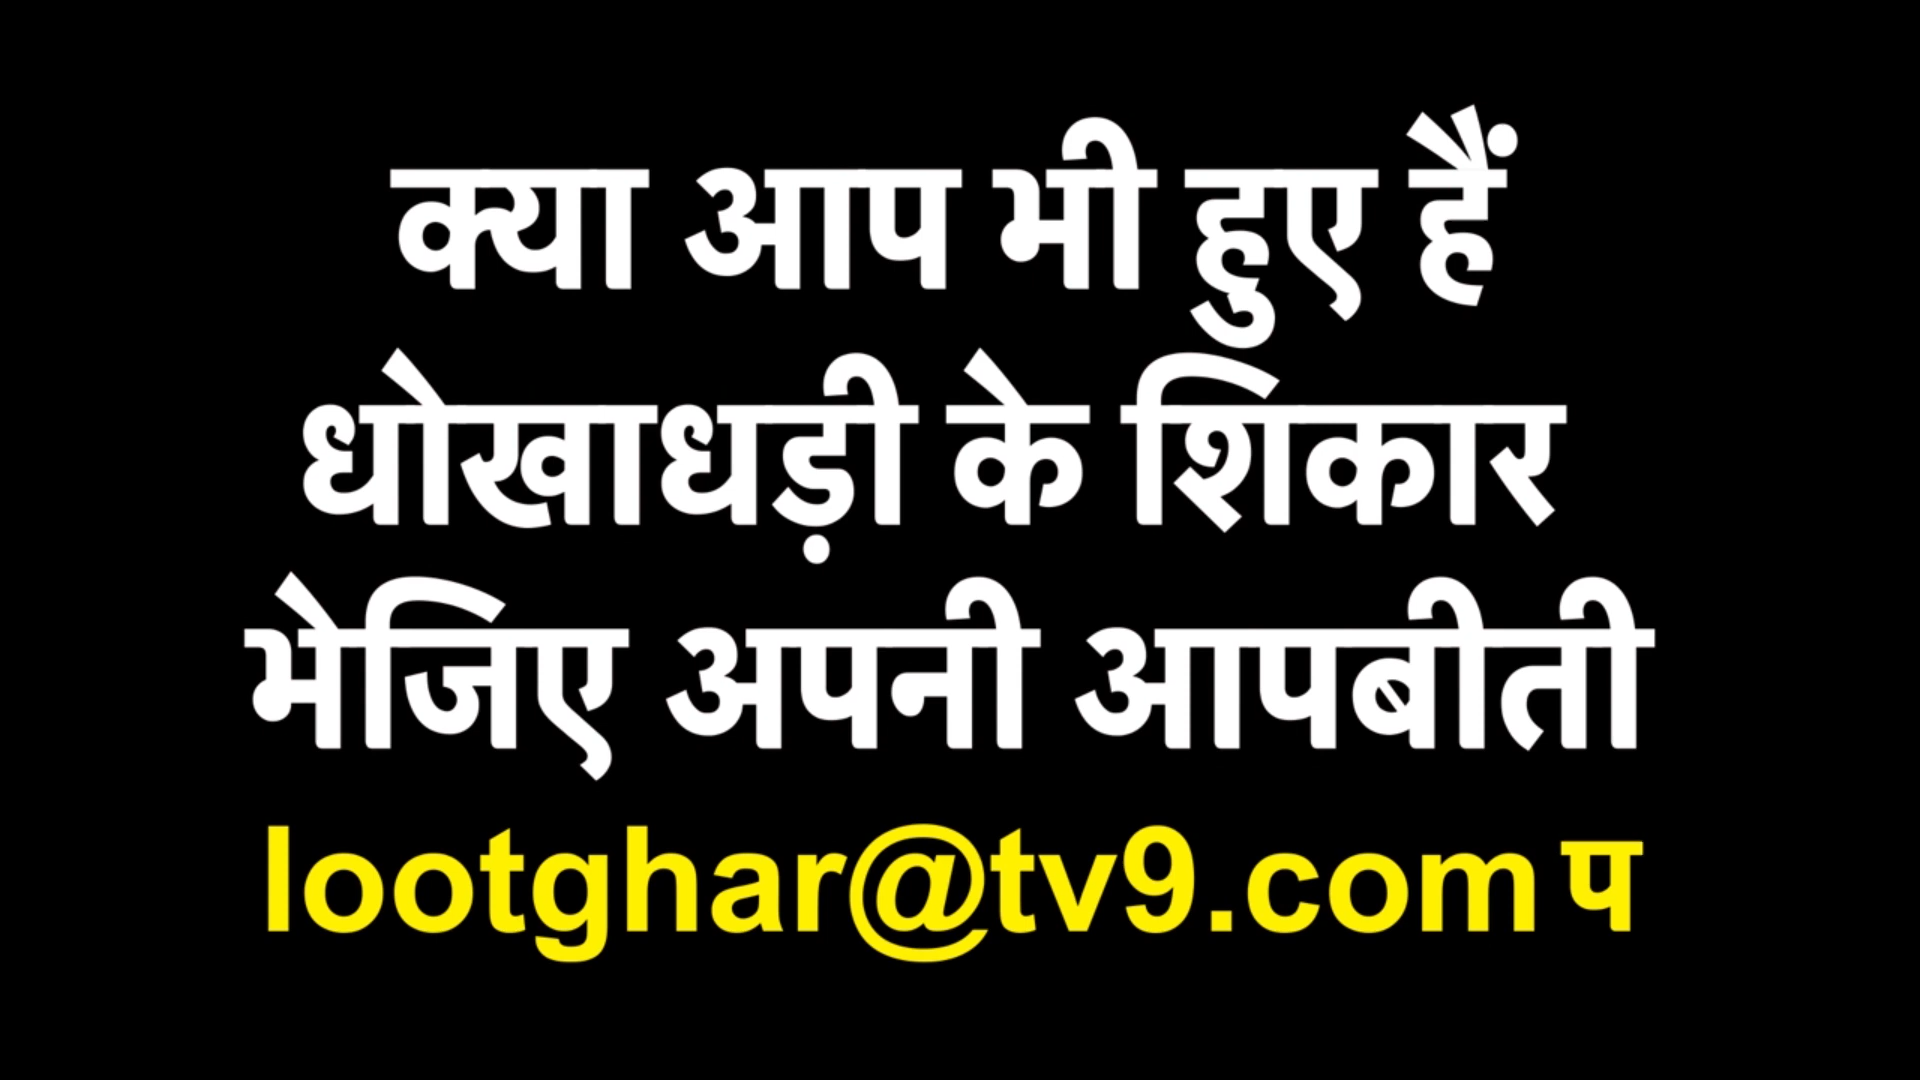 क्या आप भी हुए हैं
धोखाधड़ी के शिकार
भेजिए अपनी आपबीती
lootghar@tv9.com प